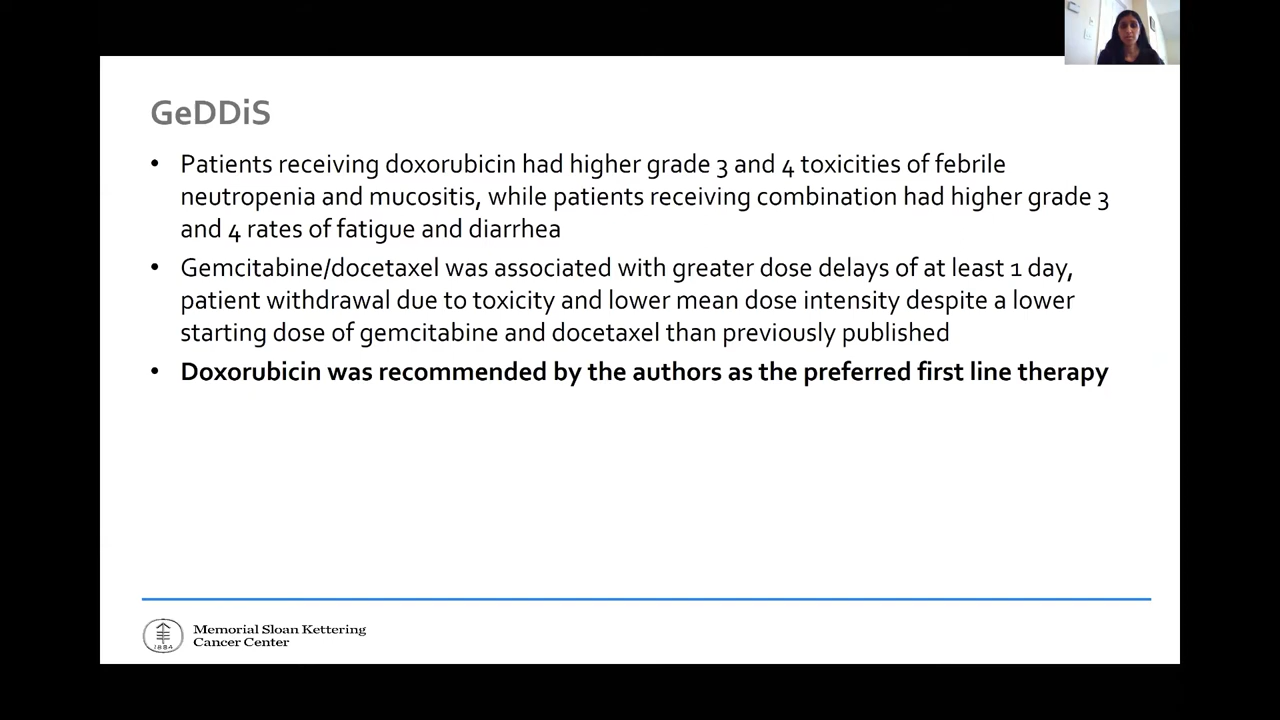 GeDDiS
• Patients receiving doxorubicin had higher grade 3 and 4 toxicities of febrile
neutropenia and mucositis, while patients receiving combination had higher grade 3
and 4 rates of fatigue and diarrhea
• Gemcitabine/docetaxel was associated with greater dose delays of at least 1 day,
patient withdrawal due to toxicity and lower mean dose intensity despite a lower
starting dose of gemcitabine and docetaxel than previously published
• Doxorubicin was recommended by the authors as the preferred first line therapy
1884
Memorial Sloan Kettering
Cancer Center